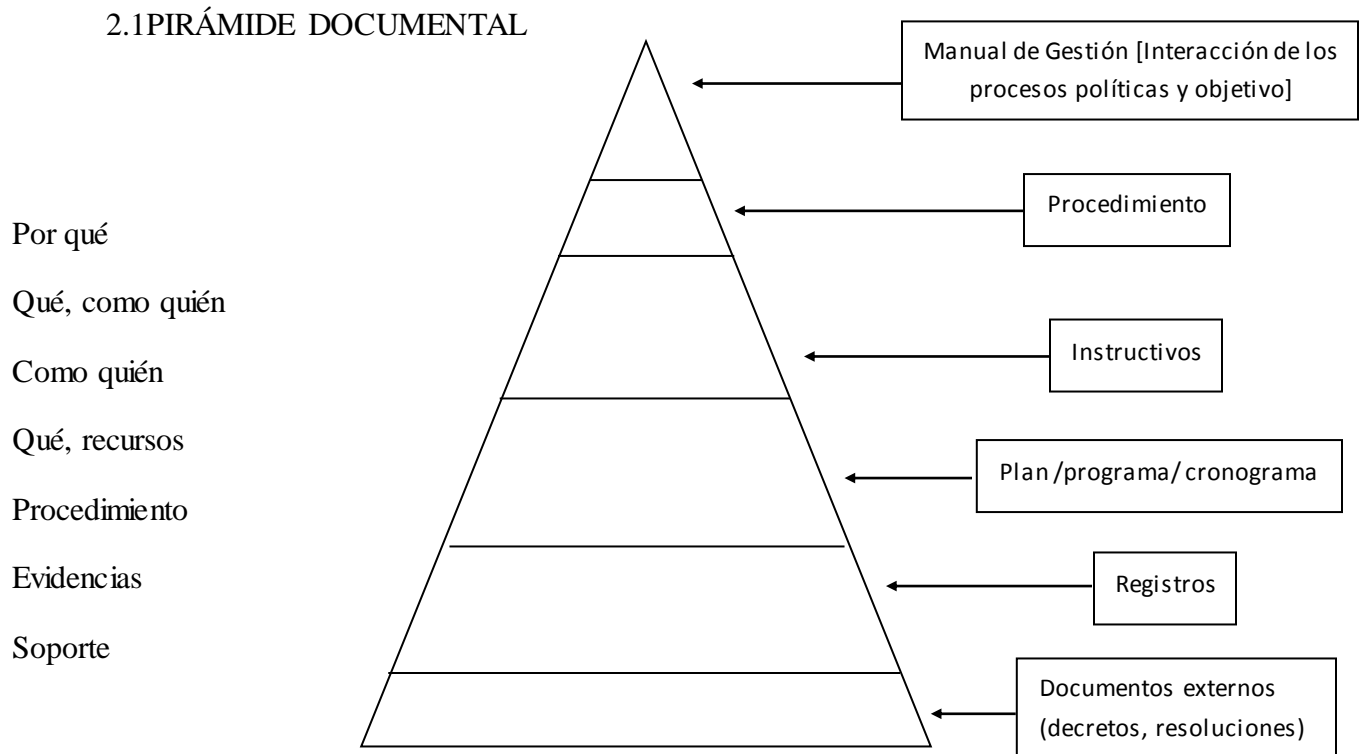 2.1PIRÁMIDE DOCUMENTAL
Manual de Gestión [Interacción de los
procesos políticas y objetivo]
Procedimiento
Por qué
Qué, como quién
Como quién
Instructivos
Qué, recursos
Plan /programa/ cronograma
Procedimiento
Evidencias
Registros
Soporte
Documentos externos
(decretos, resoluciones)